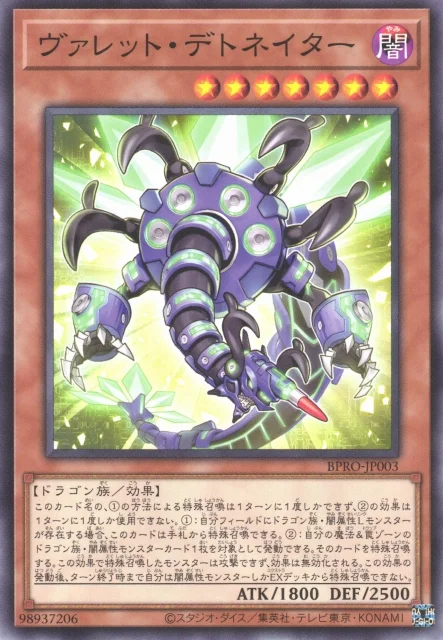 ヴァレット・デトネイター
やみ
闇
BPRO-JP003
【ドラゴン族／効果】
このカード名の、①の方法による特殊召喚は1ターンに1度しかできず、②の効果は
1ターンに1度しか使用できない。①：自分フィールドにドラゴン族・闇属性Lモンスター
が存在する場合、このカードは手札から特殊召喚できる。②：自分の魔法＆罠ゾーンの
ドラゴン族・闇属性モンスターカード1枚を対象として発動できる。そのカードを特殊召
喚する。この効果で特殊召喚したモンスターは攻撃できず、効果は無効化される。この効果の
発動後、ターン終了時まで自分は闇属性モンスターしかEXデッキから特殊召喚できない。
ATK/1800 DEF/2500
98937206 ©スタジオ・ダイス／集英社・テレビ東京・KONAMI